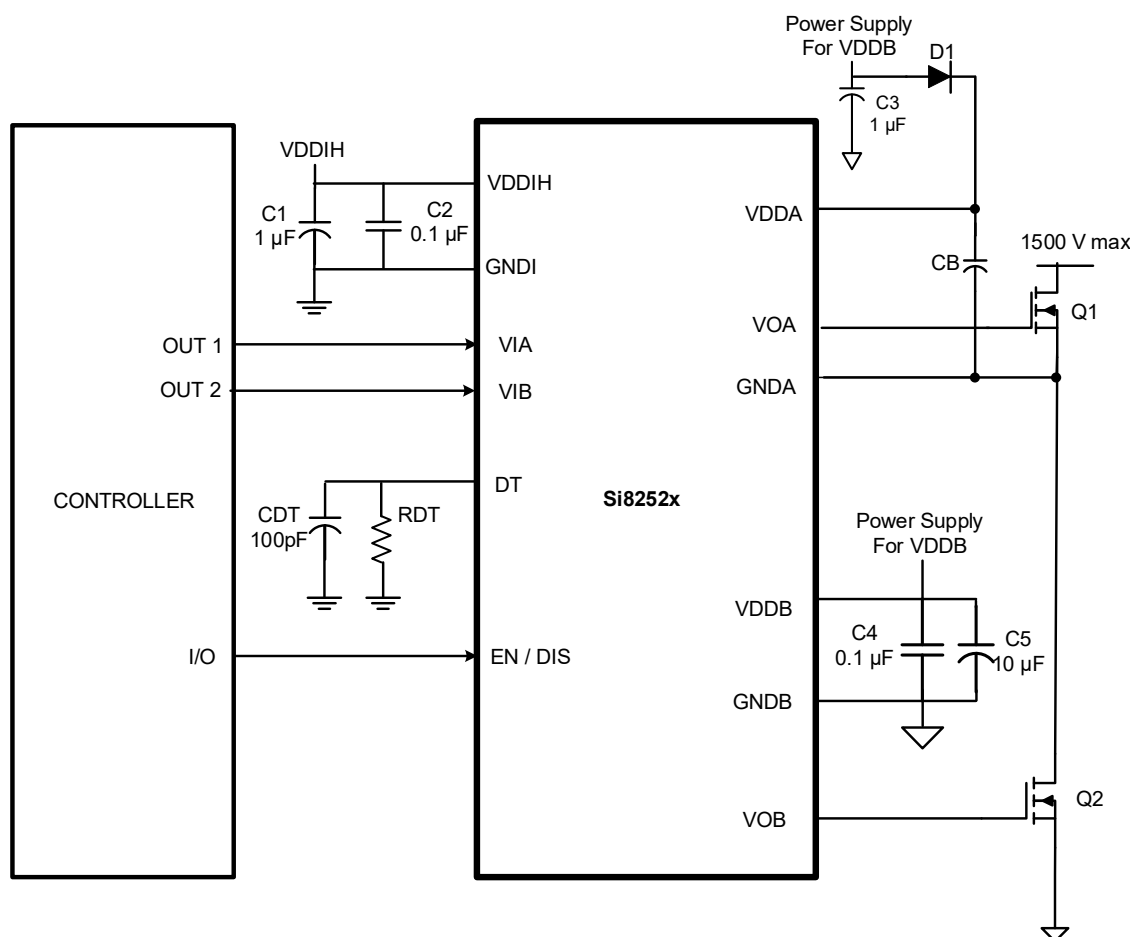 Power Supply
For VDDB
D1
C3
1 µF
VDDIH
VDDIH
C1
1 µF
C2
0.1 µF
GNDI
VDDA
1500 V max
CB
Q1
OUT 1
VIA
VOA
OUT 2
VIB
GNDA
CONTROLLER
DT
Si8252x
CDT
100pF
RDT
Power Supply
For VDDB
VDDB
C4
0.1 µF
C5
10 µF
I/O
EN / DIS
GNDB
Q2
VOB